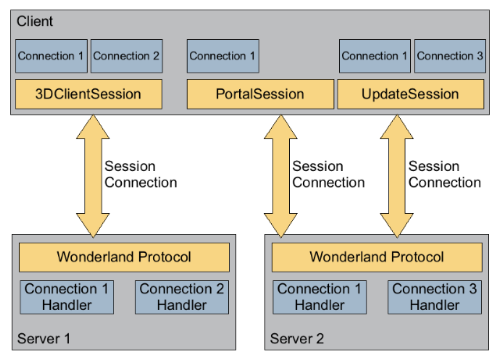 Client
Connection 1
Connection 2
Connection 1
Connection 1
Connection 3
3DClientSession
PortalSession
UpdateSession
Session
Connection
Session
Connection
Session
Connection
Wonderland Protocol
Wonderland Protocol
Connection 1
Handler
Connection 2
Handler
Connection 1
Handler
Connection 3
Handler
Server 1
Server 2